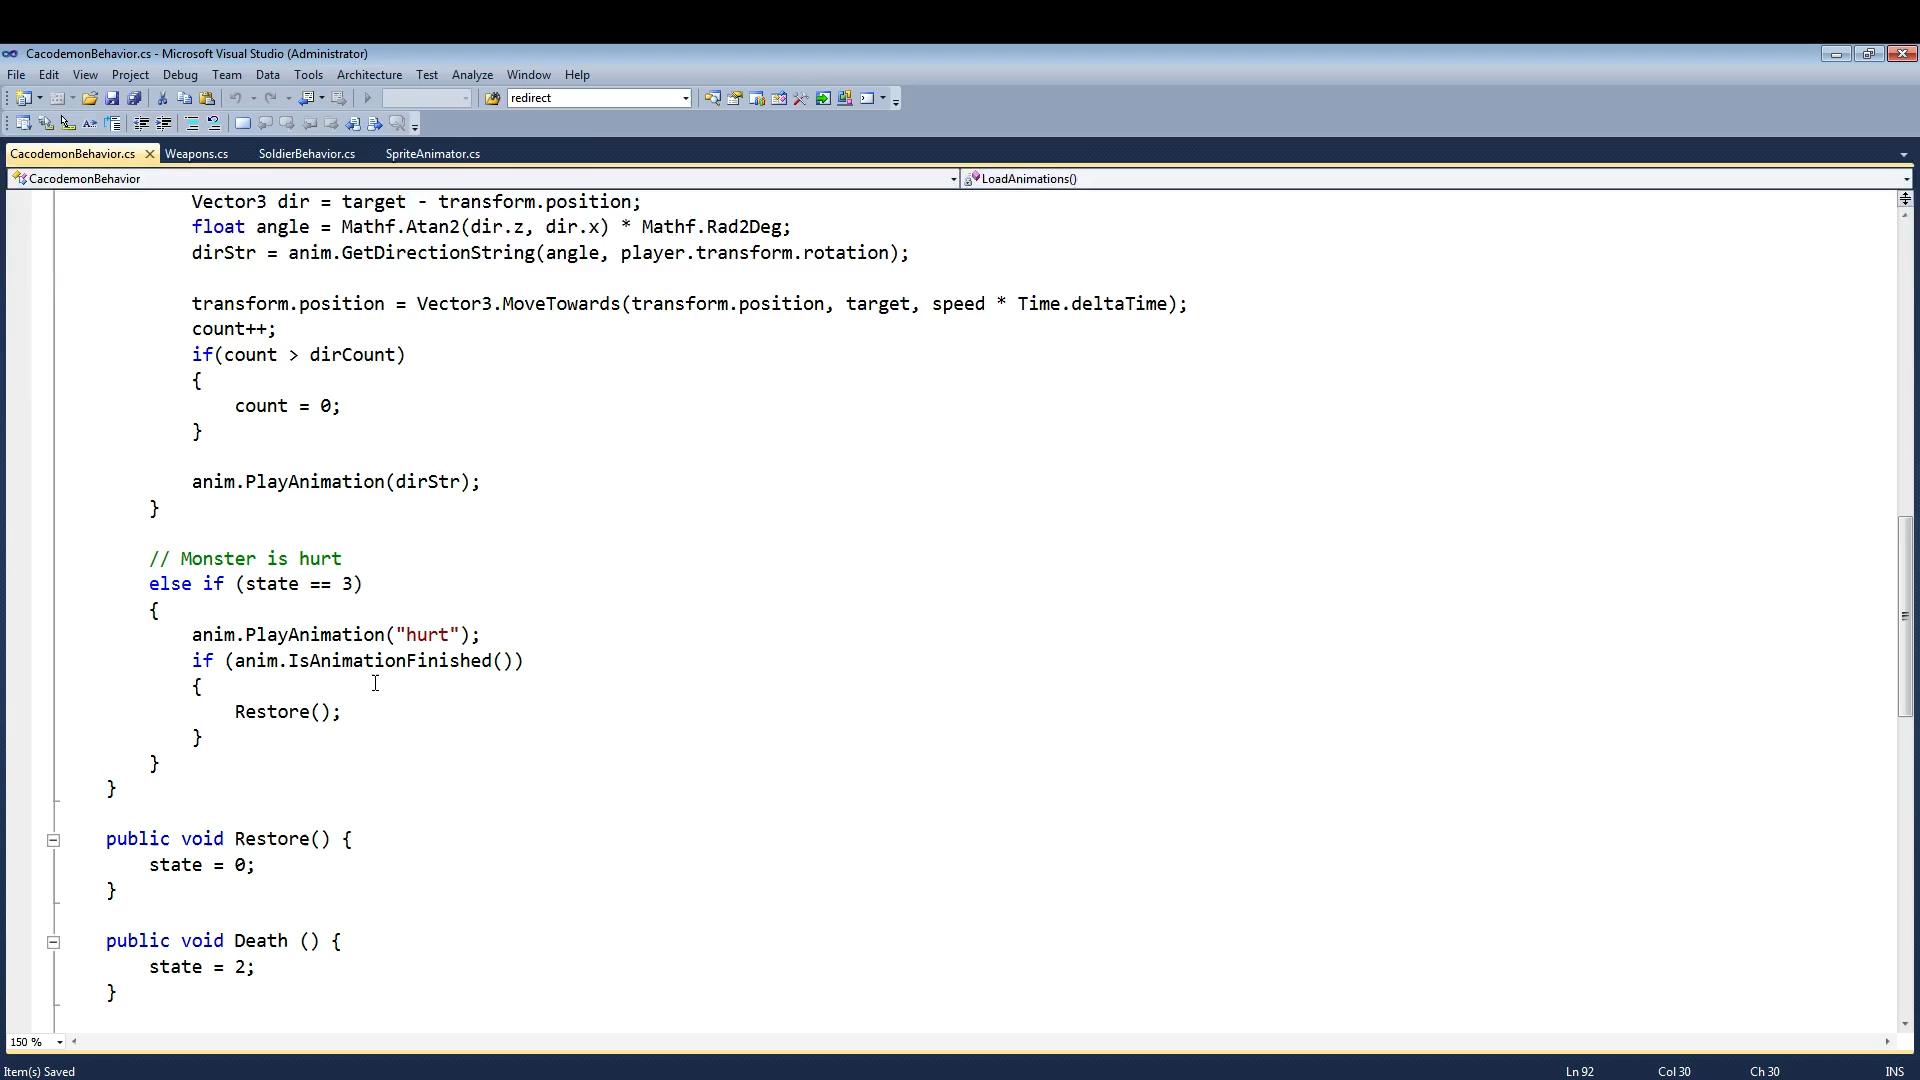 CacodemonBehavior.cs - Microsoft Visual Studio (Administrator)
File Edit View Project Debug Team Data Tools Architecture Test Analyze Window Help
redirect
CacodemonBehavior.cs Weapons.cs SoldierBehavior.cs SpriteAnimator.cs
CacodemonBehavior LoadAnimations()
Vector3 dir = target - transform.position;
float angle = Mathf.Atan2(dir.z, dir.x) * Mathf.Rad2Deg;
dirStr = anim.GetDirectionString(angle, player.transform.rotation);
transform.position = Vector3.MoveTowards(transform.position, target, speed * Time.deltaTime);
count++;
if(count > dirCount)
{
count = 0;
}
anim.PlayAnimation(dirStr);
}
// Monster is hurt
else if (state == 3)
{
anim.PlayAnimation("hurt");
if (anim.IsAnimationFinished())
{
Restore();
}
}
}
public void Restore() {
state = 0;
}
public void Death () {
state = 2;
}
150 %
Item(s) Saved Ln 92 Col 30 Ch 30 INS